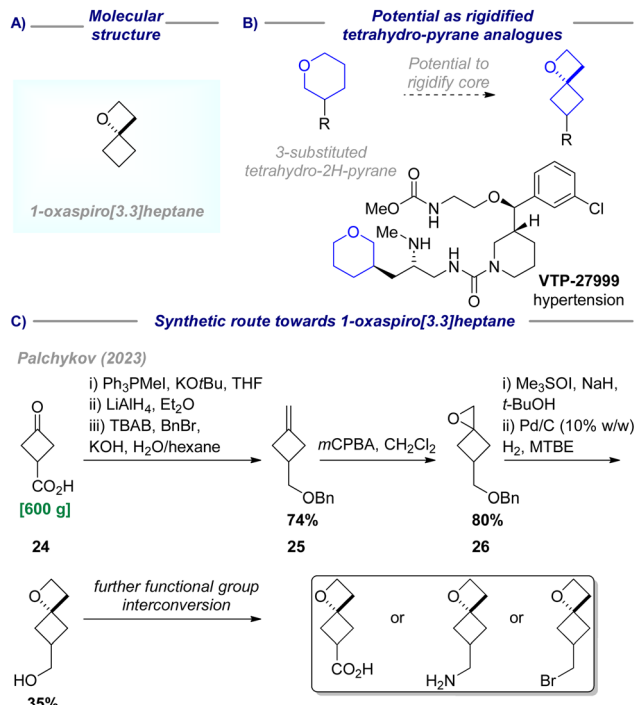 A) Molecular structure
O
1-oxaspiro[3.3]heptane
B) Potential as rigidified tetrahydro-pyrane analogues
O
R
3-substituted
tetrahydro-2H-pyrane
Potential to
rigidify core
O
R
O
MeO
N
H
O
Cl
H
MeN
NH
O
H
N
N
O
VTP-27999
hypertension
C) Synthetic route towards 1-oxaspiro[3.3]heptane
Palchykov (2023)
O
CO2H
[600 g]
24
i) Ph3PMeI, KOtBu, THF
ii) LiAlH4, Et2O
iii) TBAB, BnBr,
KOH, H2O/hexane
OBn
74%
25
mCPBA, CH2Cl2
O
OBn
80%
26
i) Me3SOI, NaH,
t-BuOH
ii) Pd/C (10% w/w)
H2, MTBE
O
HO
35%
further functional group
interconversion
O
CO2H
or
O
H2N
or
O
Br